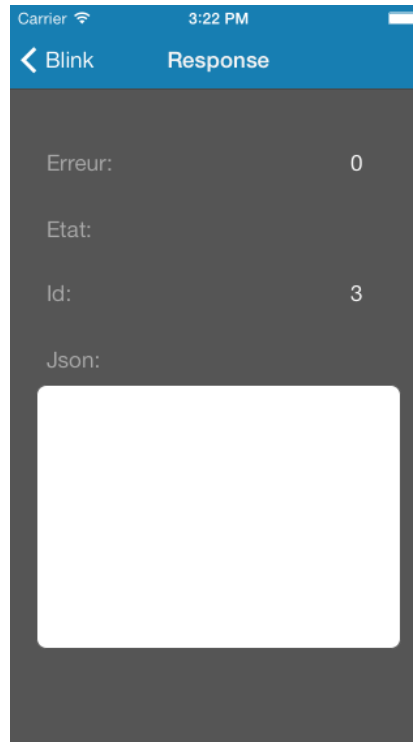 Carrier 3:22 PM
Blink Response
Erreur: 0
Etat:
Id: 3
Json: